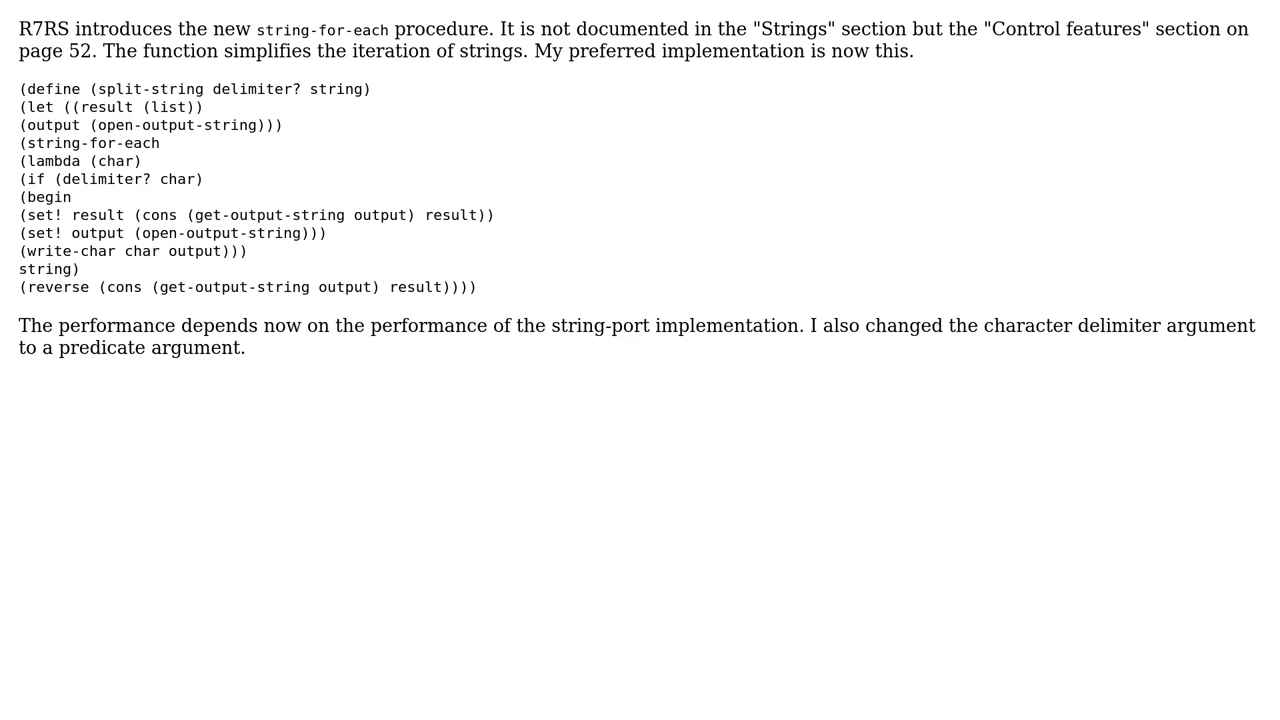 R7RS introduces the new string-for-each procedure. It is not documented in the "Strings" section but the "Control features" section on
page 52. The function simplifies the iteration of strings. My preferred implementation is now this.
(define (split-string delimiter? string)
(let ((result (list))
(output (open-output-string)))
(string-for-each
(lambda (char)
(if (delimiter? char)
(begin
(set! result (cons (get-output-string output) result))
(set! output (open-output-string)))
(write-char char output)))
string)
(reverse (cons (get-output-string output) result))))
The performance depends now on the performance of the string-port implementation. I also changed the character delimiter argument
to a predicate argument.